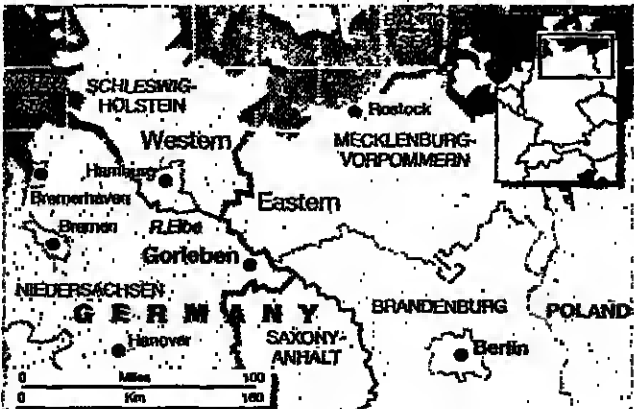 SCHLESWIG-
HOLSTEIN
Rostock
Western
MECKLENBURG-
VORPOMMERN
Hamburg
Bremerhaven
Eastern
Bremen
R.Elbe
Gorleben
NIEDERSACHSEN
GERMANY
BRANDENBURG
POLAND
Hanover
SAXONY-
ANHALT
Berlin
0 Miles 100
0 Km 160